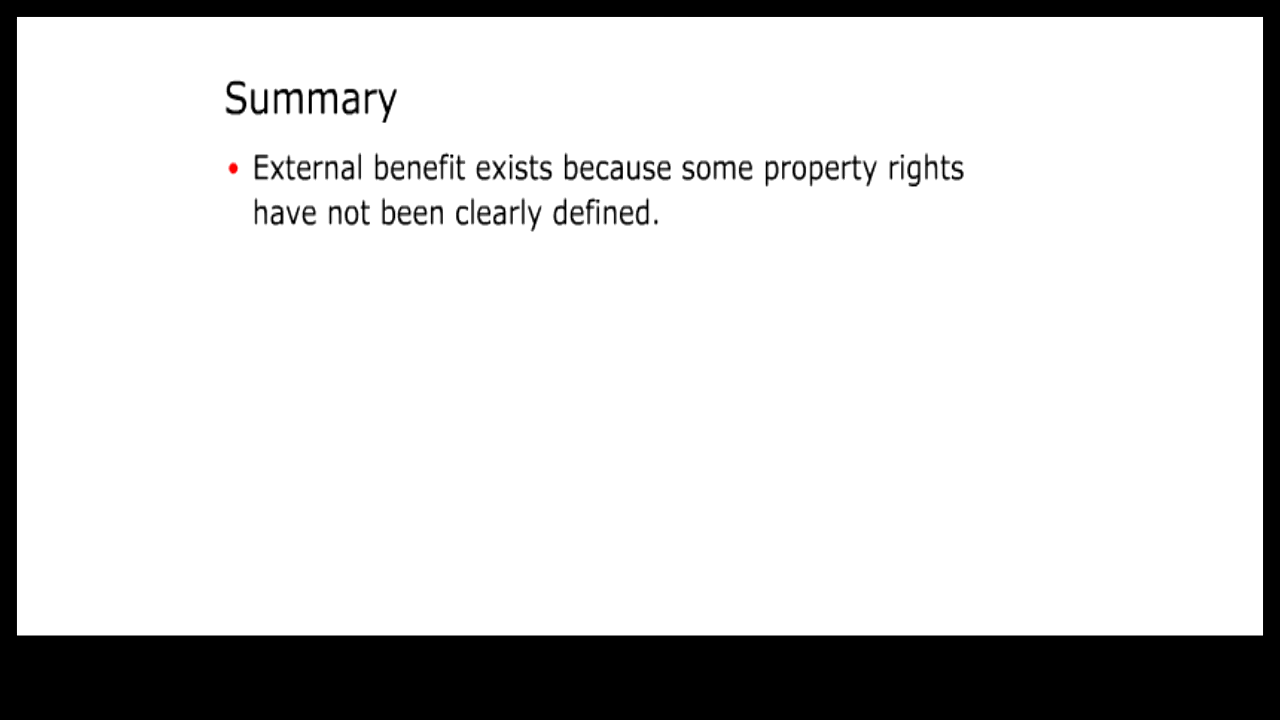 Summary
• External benefit exists because some property rights
have not been clearly defined.